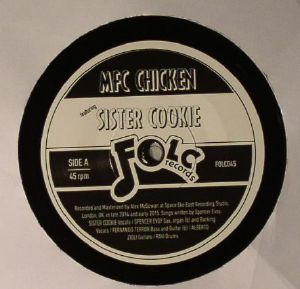 MFC CHICKEN
featuring
SISTER COOKIE
SIDE A
45 rpm
FOLC
records
FOLC045
Recorded and Mastered by Alex McGowan at Space Eko East Recording Studio,
London, UK, in late 2014 and early 2015. Songs written by Spencer Evoy.
SISTER COOKIE Vocals / SPENCER EVOY Sax, organ (b) and Backing
Vocals / FERNANDO TERROR Bass and Guitar (b) / ALBERTO
ZIOLI Guitars / RAVI Drums